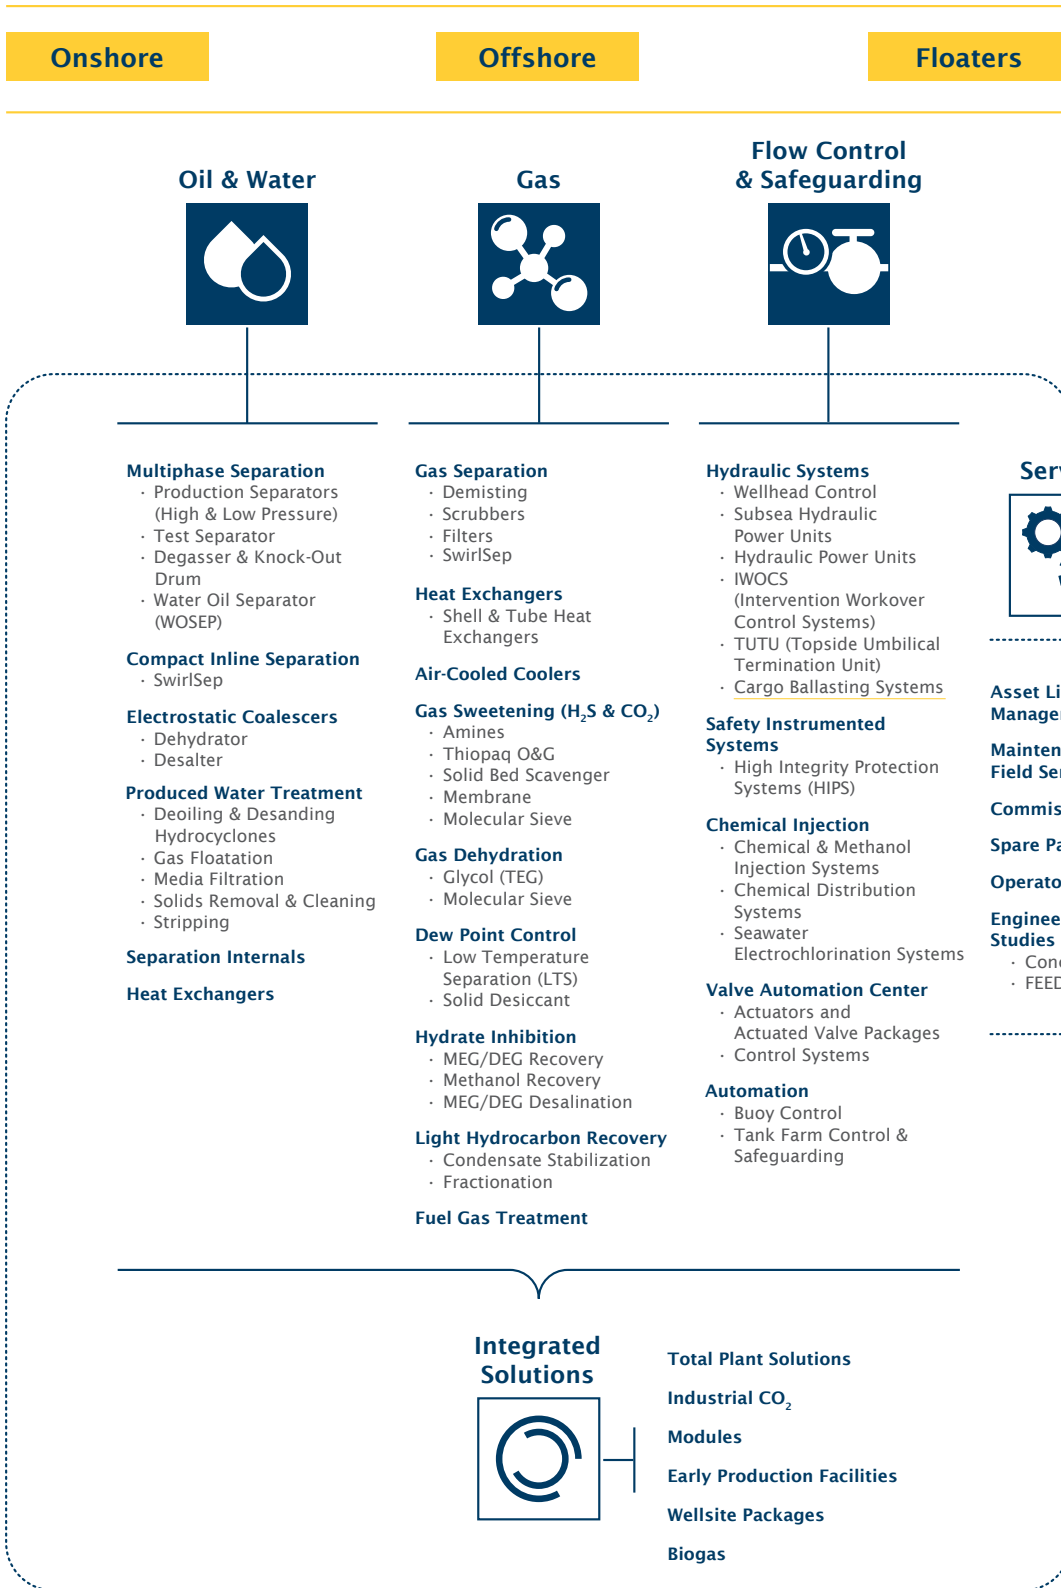 Onshore
Offshore
Floaters
Oil & Water
Gas
Flow Control
& Safeguarding
Multiphase Separation
· Production Separators
(High & Low Pressure)
· Test Separator
· Degasser & Knock-Out
Drum
· Water Oil Separator
(WOSEP)
Compact Inline Separation
· SwirlSep
Electrostatic Coalescers
· Dehydrator
· Desalter
Produced Water Treatment
· Deoiling & Desanding
Hydrocyclones
· Gas Floatation
· Media Filtration
· Solids Removal & Cleaning
· Stripping
Separation Internals
Heat Exchangers
Gas Separation
· Demisting
· Scrubbers
· Filters
· SwirlSep
Heat Exchangers
· Shell & Tube Heat
Exchangers
Air-Cooled Coolers
Gas Sweetening (H₂S & CO₂)
· Amines
· Thiopaq O&G
· Solid Bed Scavenger
· Membrane
· Molecular Sieve
Gas Dehydration
· Glycol (TEG)
· Molecular Sieve
Dew Point Control
· Low Temperature
Separation (LTS)
· Solid Desiccant
Hydrate Inhibition
· MEG/DEG Recovery
· Methanol Recovery
· MEG/DEG Desalination
Light Hydrocarbon Recovery
· Condensate Stabilization
· Fractionation
Fuel Gas Treatment
Hydraulic Systems
· Wellhead Control
· Subsea Hydraulic
Power Units
· Hydraulic Power Units
· IWOCS
(Intervention Workover
Control Systems)
· TUTU (Topside Umbilical
Termination Unit)
· Cargo Ballasting Systems
Safety Instrumented
Systems
· High Integrity Protection
Systems (HIPS)
Chemical Injection
· Chemical & Methanol
Injection Systems
· Chemical Distribution
Systems
· Seawater
Electrochlorination Systems
Valve Automation Center
· Actuators and
Actuated Valve Packages
· Control Systems
Automation
· Buoy Control
· Tank Farm Control &
Safeguarding
Asset
Field
Spare
Studies
· FEED
Integrated
Solutions
Total Plant Solutions
Industrial CO₂
Modules
Early Production Facilities
Wellsite Packages
Biogas